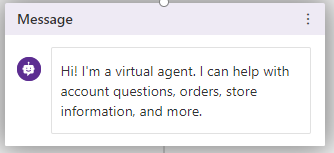 Message
Hi! I'm a virtual agent. I can help with
account questions, orders, store
information, and more.